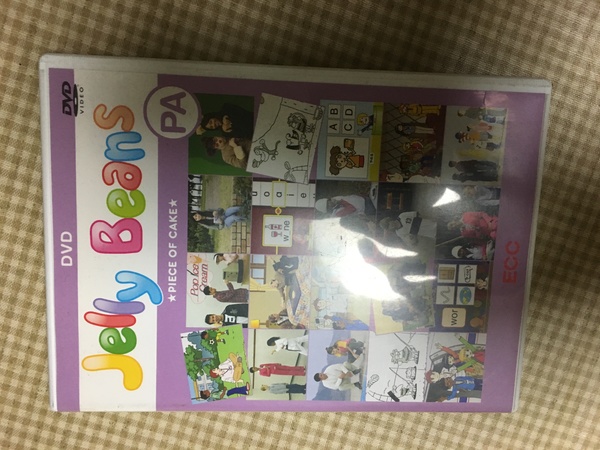 DVD
DVD
VIDEO
Jelly Beans
★PIECE OF CAKE★
PA
Pop Ice
Cream
w ne
u
o
a
i
e
A B
C D
wor
ECC